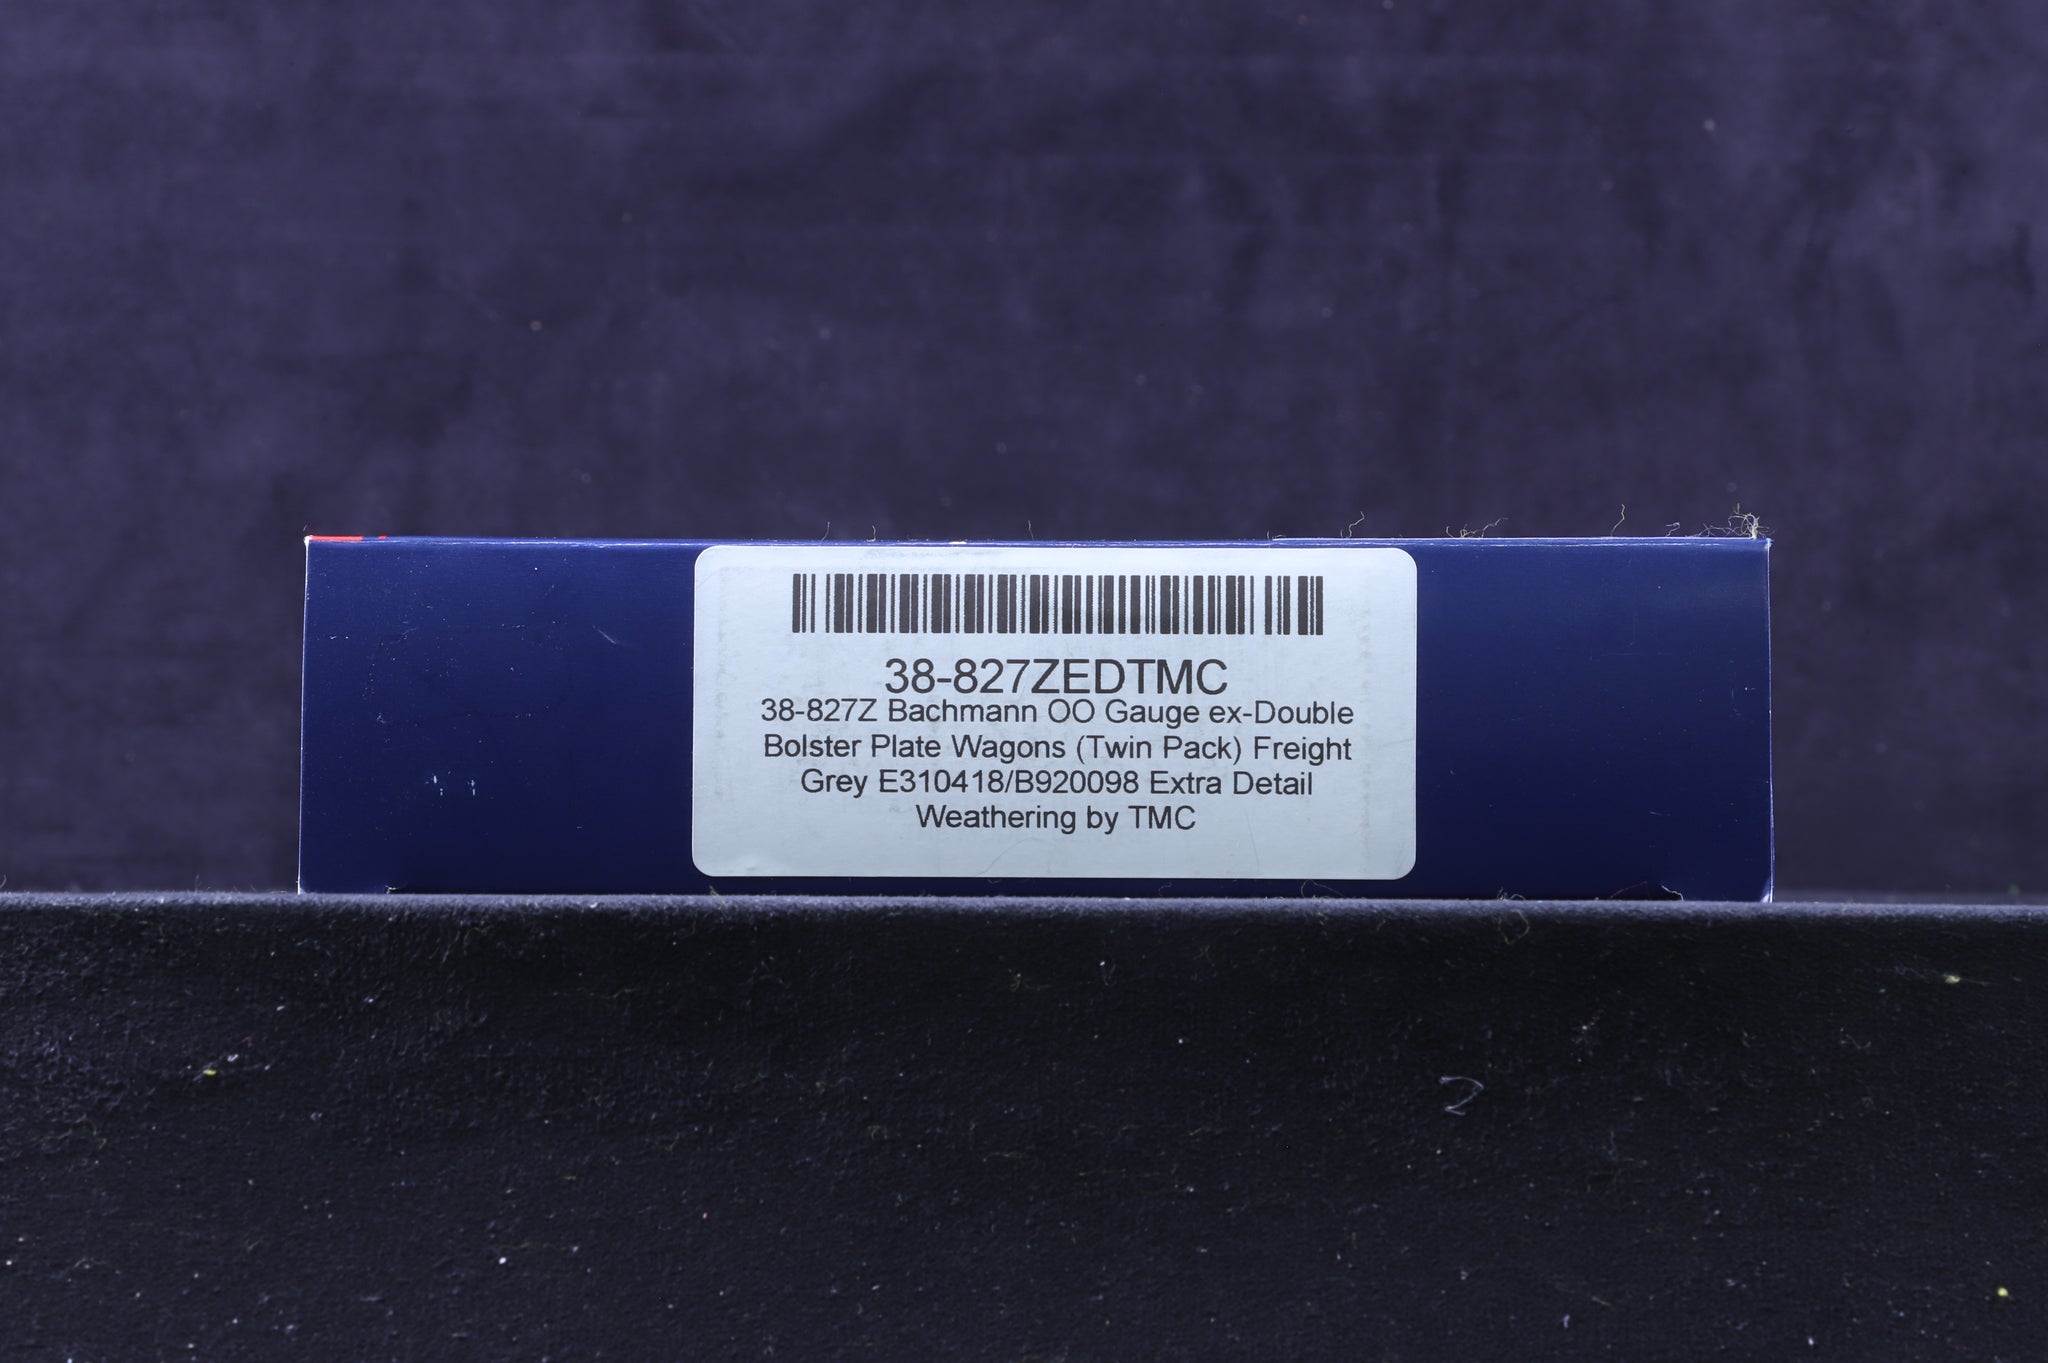 38-827ZEDTMC
38-827Z Bachmann OO Gauge ex-Double
Bolster Plate Wagons (Twin Pack) Freight
Grey E310418/B920098 Extra Detail
Weathering by TMC